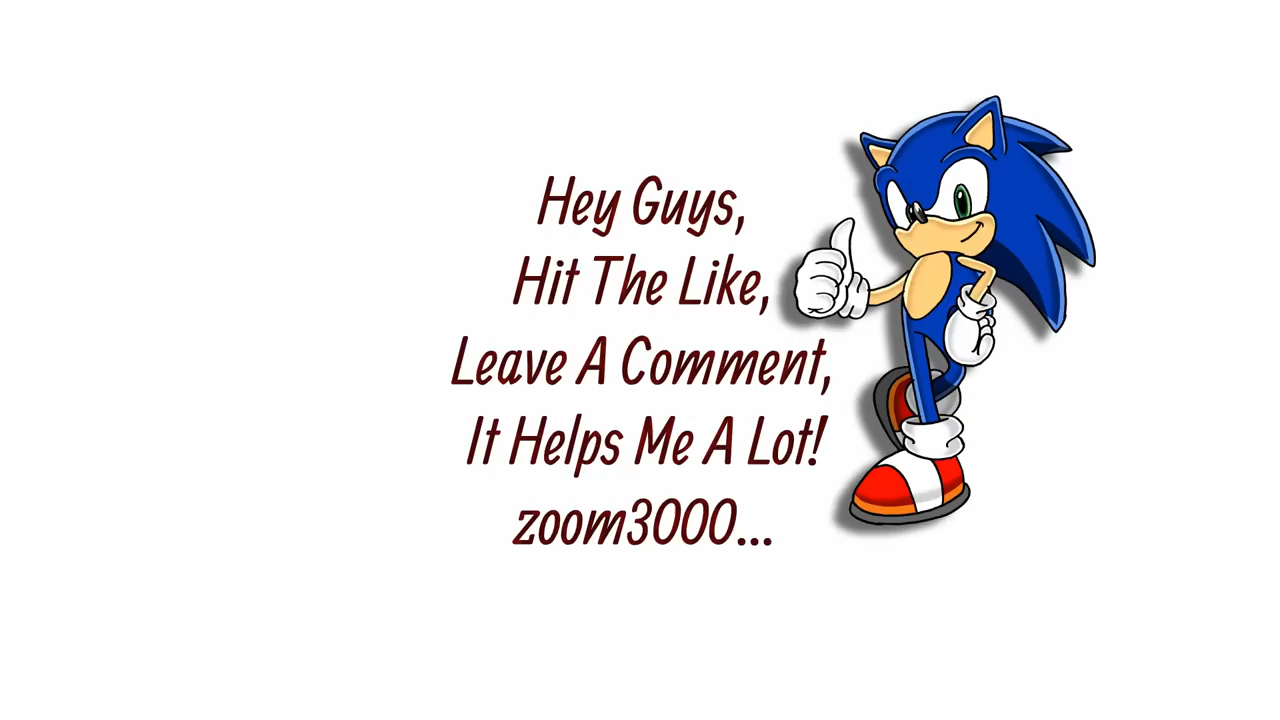 Hey Guys,
Hit The Like,
Leave A Comment,
It Helps Me A Lot!
zoom3000...